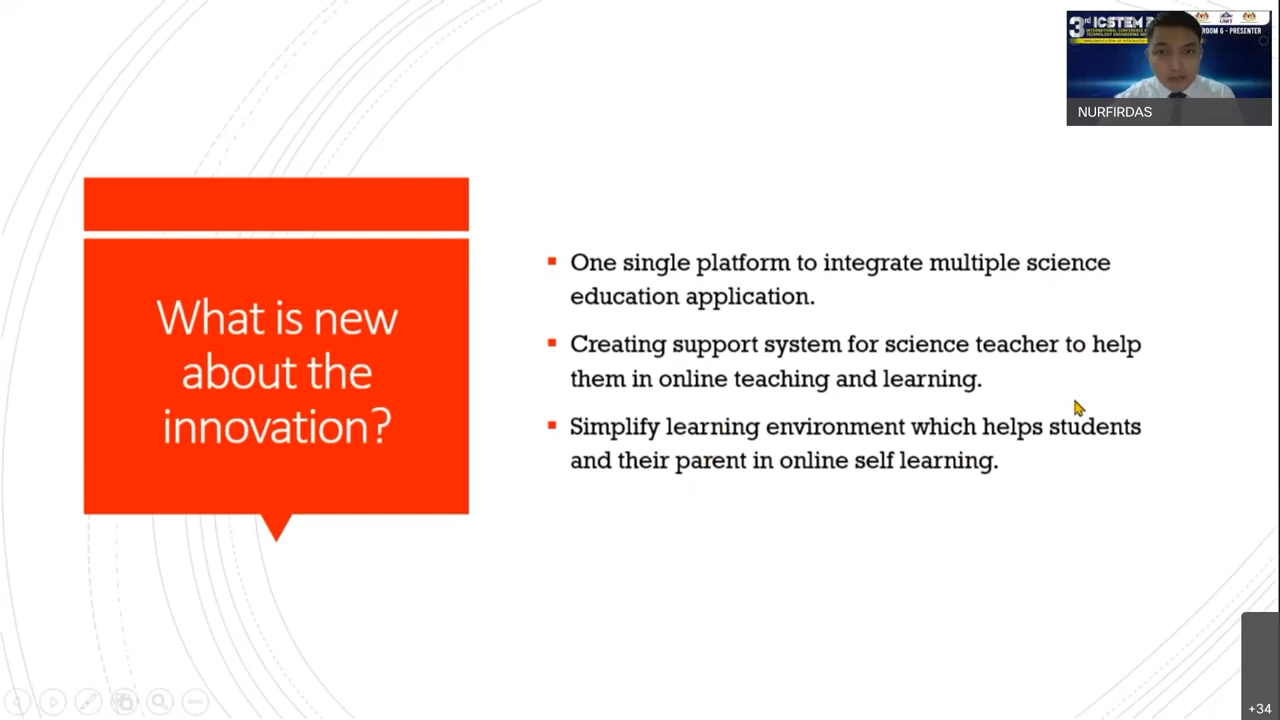 3rd ICSTEM
ROOM 6 - PRESENTER
NURFIRDAS
What is new
about the
innovation?
▪ One single platform to integrate multiple science
education application.
▪ Creating support system for science teacher to help
them in online teaching and learning.
▪ Simplify learning environment which helps students
and their parent in online self learning.
+34